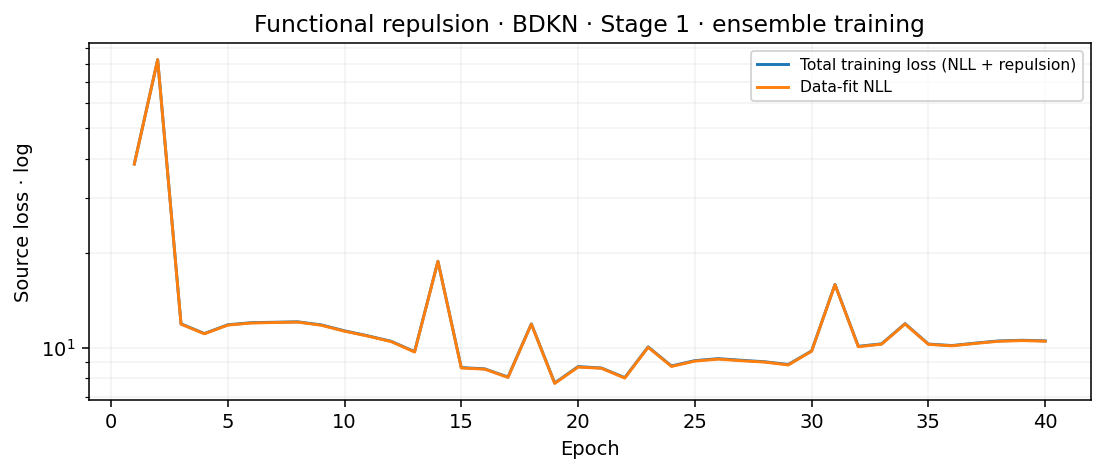 Functional repulsion · BDKN · Stage 1 · ensemble training
Total training loss (NLL + repulsion)
Data-fit NLL
Source loss · log
10¹
0 5 10 15 20 25 30 35 40
Epoch